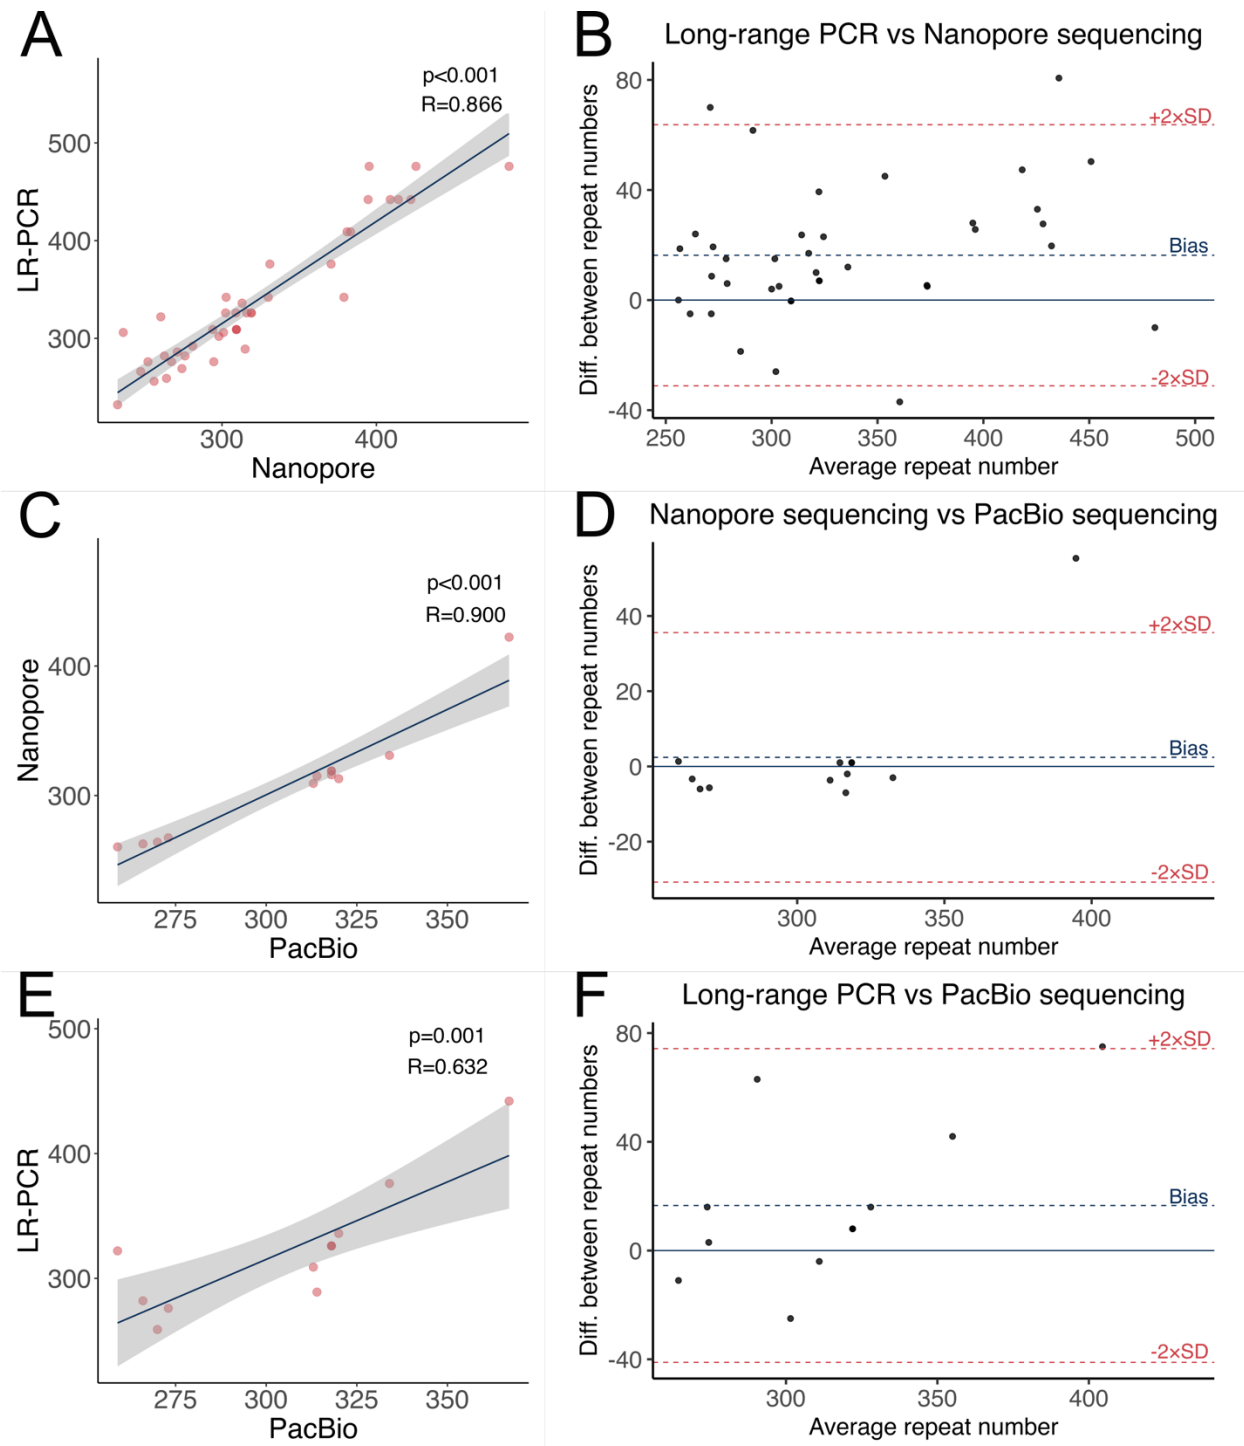 A
p<0.001
R=0.866
500
400
300
LR-PCR
300
400
Nanopore
B
Long-range PCR vs Nanopore sequencing
80
40
0
-40
Diff. between repeat numbers
+2×SD
Bias
-2×SD
250
300
350
400
450
500
Average repeat number
C
p<0.001
R=0.900
400
300
Nanopore
275
300
325
350
PacBio
D
Nanopore sequencing vs PacBio sequencing
40
20
0
-20
Diff. between repeat numbers
+2×SD
Bias
-2×SD
300
350
400
Average repeat number
E
p=0.001
R=0.632
500
400
300
LR-PCR
275
300
325
350
PacBio
F
Long-range PCR vs PacBio sequencing
80
40
0
-40
Diff. between repeat numbers
+2×SD
Bias
-2×SD
300
350
400
Average repeat number